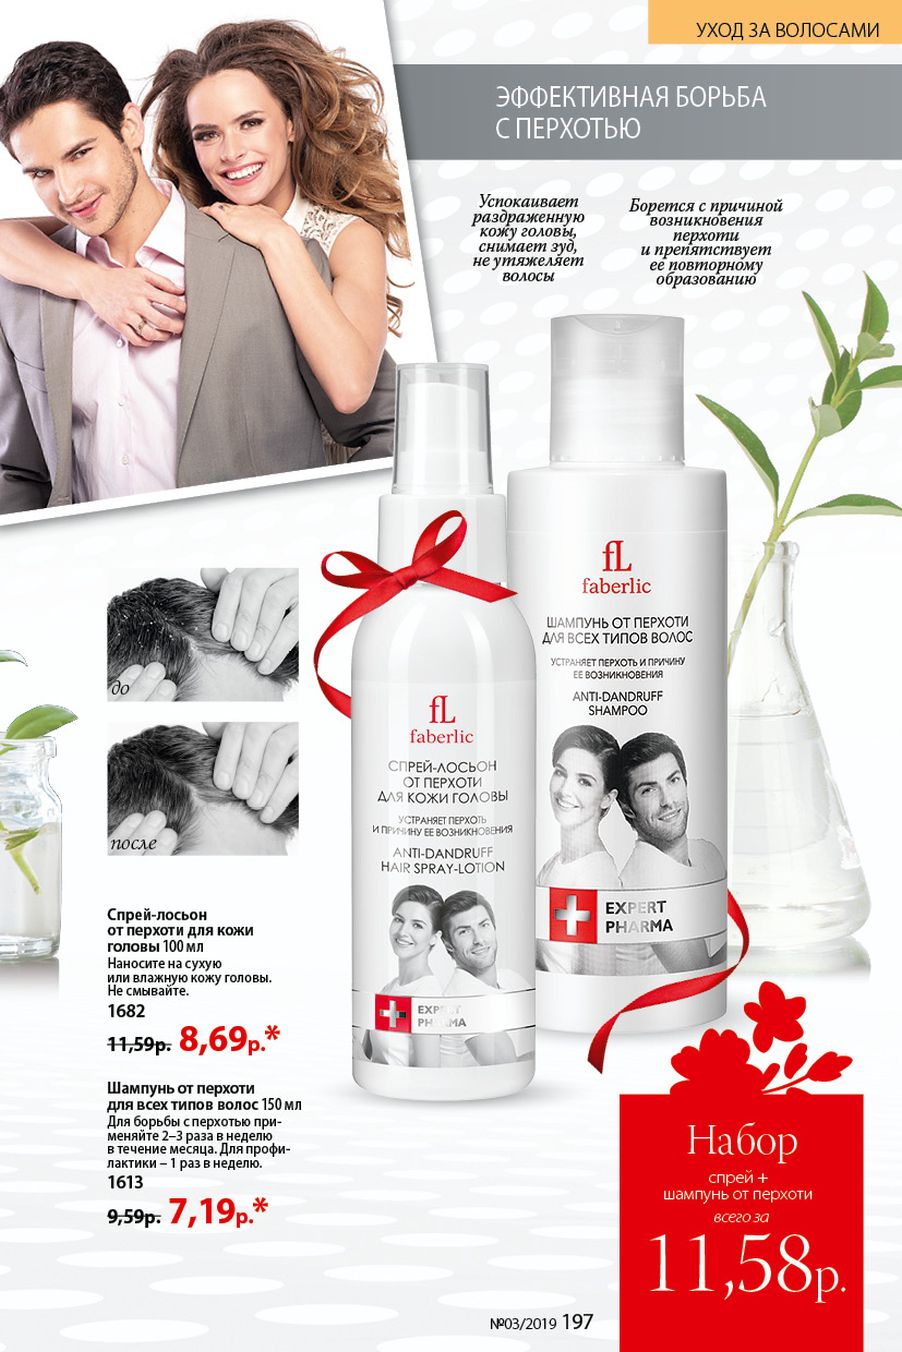 УХОД ЗА ВОЛОСАМИ
ЭФФЕКТИВНАЯ БОРЬБА
С ПЕРХОТЬЮ
Успокаивает
раздраженную
кожу головы,
снимает зуд,
не утяжеляет
волосы
Борется с причиной
возникновения
перхоти
и препятствует
ее повторному
образованию
fL
faberlic
ШАМПУНЬ ОТ ПЕРХОТИ
ДЛЯ ВСЕХ ТИПОВ ВОЛОС
УСТРАНЯЕТ ПЕРХОТЬ И ПРИЧИНУ
ЕЕ ВОЗНИКНОВЕНИЯ
ANTI-DANDRUFF
SHAMPOO
EXPERT
PHARMA
fL
faberlic
СПРЕЙ-ЛОСЬОН
ОТ ПЕРХОТИ
ДЛЯ КОЖИ ГОЛОВЫ
УСТРАНЯЕТ ПЕРХОТЬ
И ПРИЧИНУ ЕЕ ВОЗНИКНОВЕНИЯ
ANTI-DANDRUFF
HAIR SPRAY-LOTION
EXPERT
PHARMA
до
после
Спрей-лосьон
от перхоти для кожи
головы 100 мл
Наносите на сухую
или влажную кожу головы.
Не смывайте.
1682
11,59р. 8,69р.*
Шампунь от перхоти
для всех типов волос 150 мл
Для борьбы с перхотью при-
меняйте 2–3 раза в неделю
в течение месяца. Для профи-
лактики – 1 раз в неделю.
1613
9,59р. 7,19р.*
Набор
спрей +
шампунь от перхоти
всего за
11,58р.
№03/2019 197